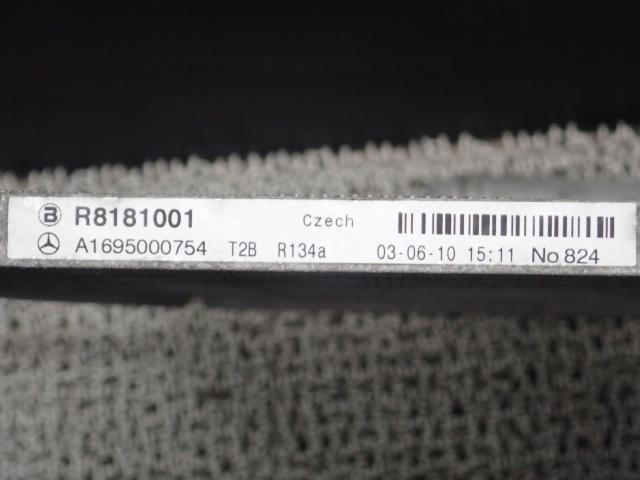 B R8181001 Czech
A1695000754 T2B R134a 03-06-10 15:11 No 824